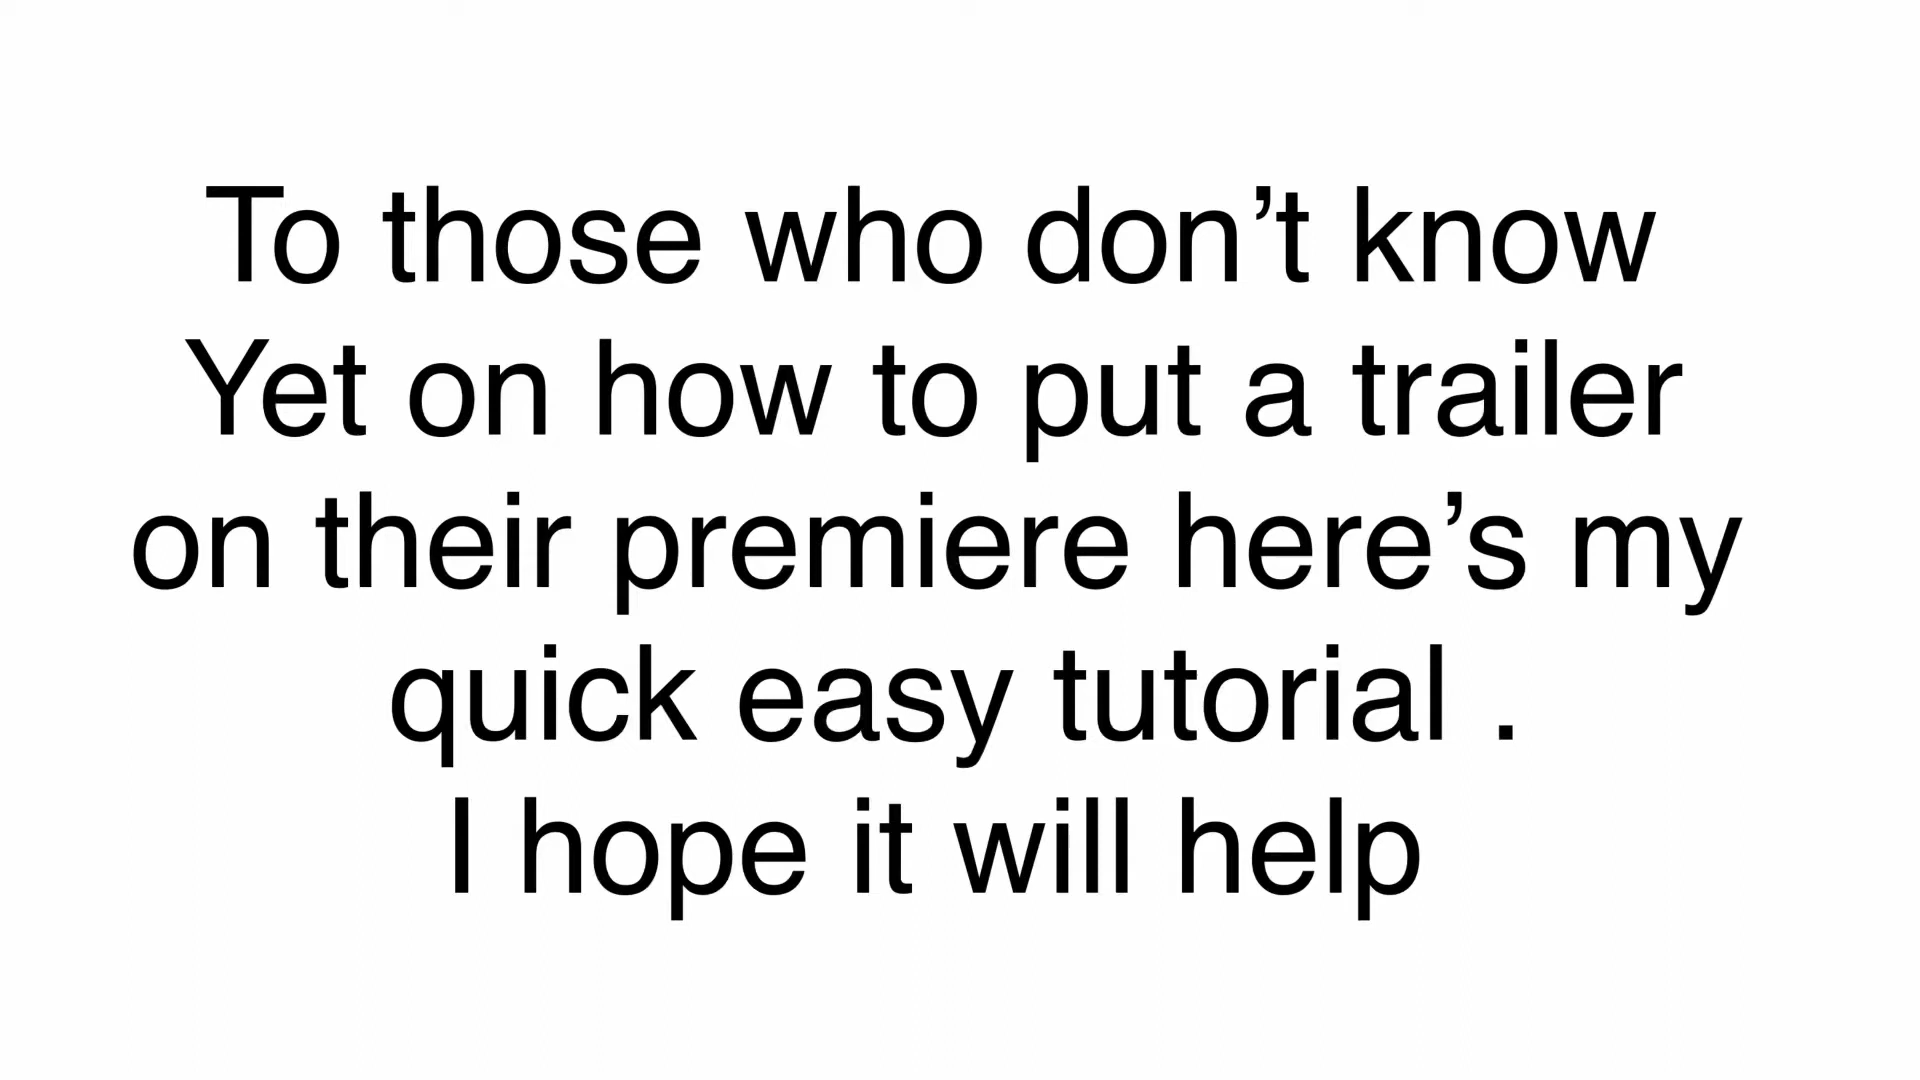 To those who don’t know
Yet on how to put a trailer
on their premiere here’s my
quick easy tutorial .
I hope it will help